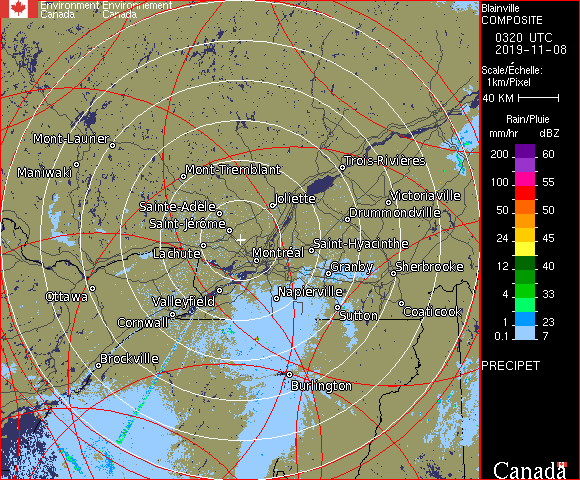 Environment Environnement
Canada Canada
Blainville
COMPOSITE
0320 UTC
2019-11-08
Scale/Échelle:
1km/Pixel
40 KM
Rain/Pluie
mm/hr dBZ
200 60
100 55
50 50
24 45
12 40
4 33
1 23
0.1 7
PRECIPET
Canada
Mont-Laurier
Maniwaki
Mont-Tremblant
Trois-Rivières
Joliette
Victoriaville
Sainte-Adèle
Drummondville
Saint-Jérôme
Saint-Hyacinthe
Lachute
Montréal
Granby
Sherbrooke
Ottawa
Valleyfield
Napierville
Cornwall
Sutton
Coaticook
Brockville
Burlington